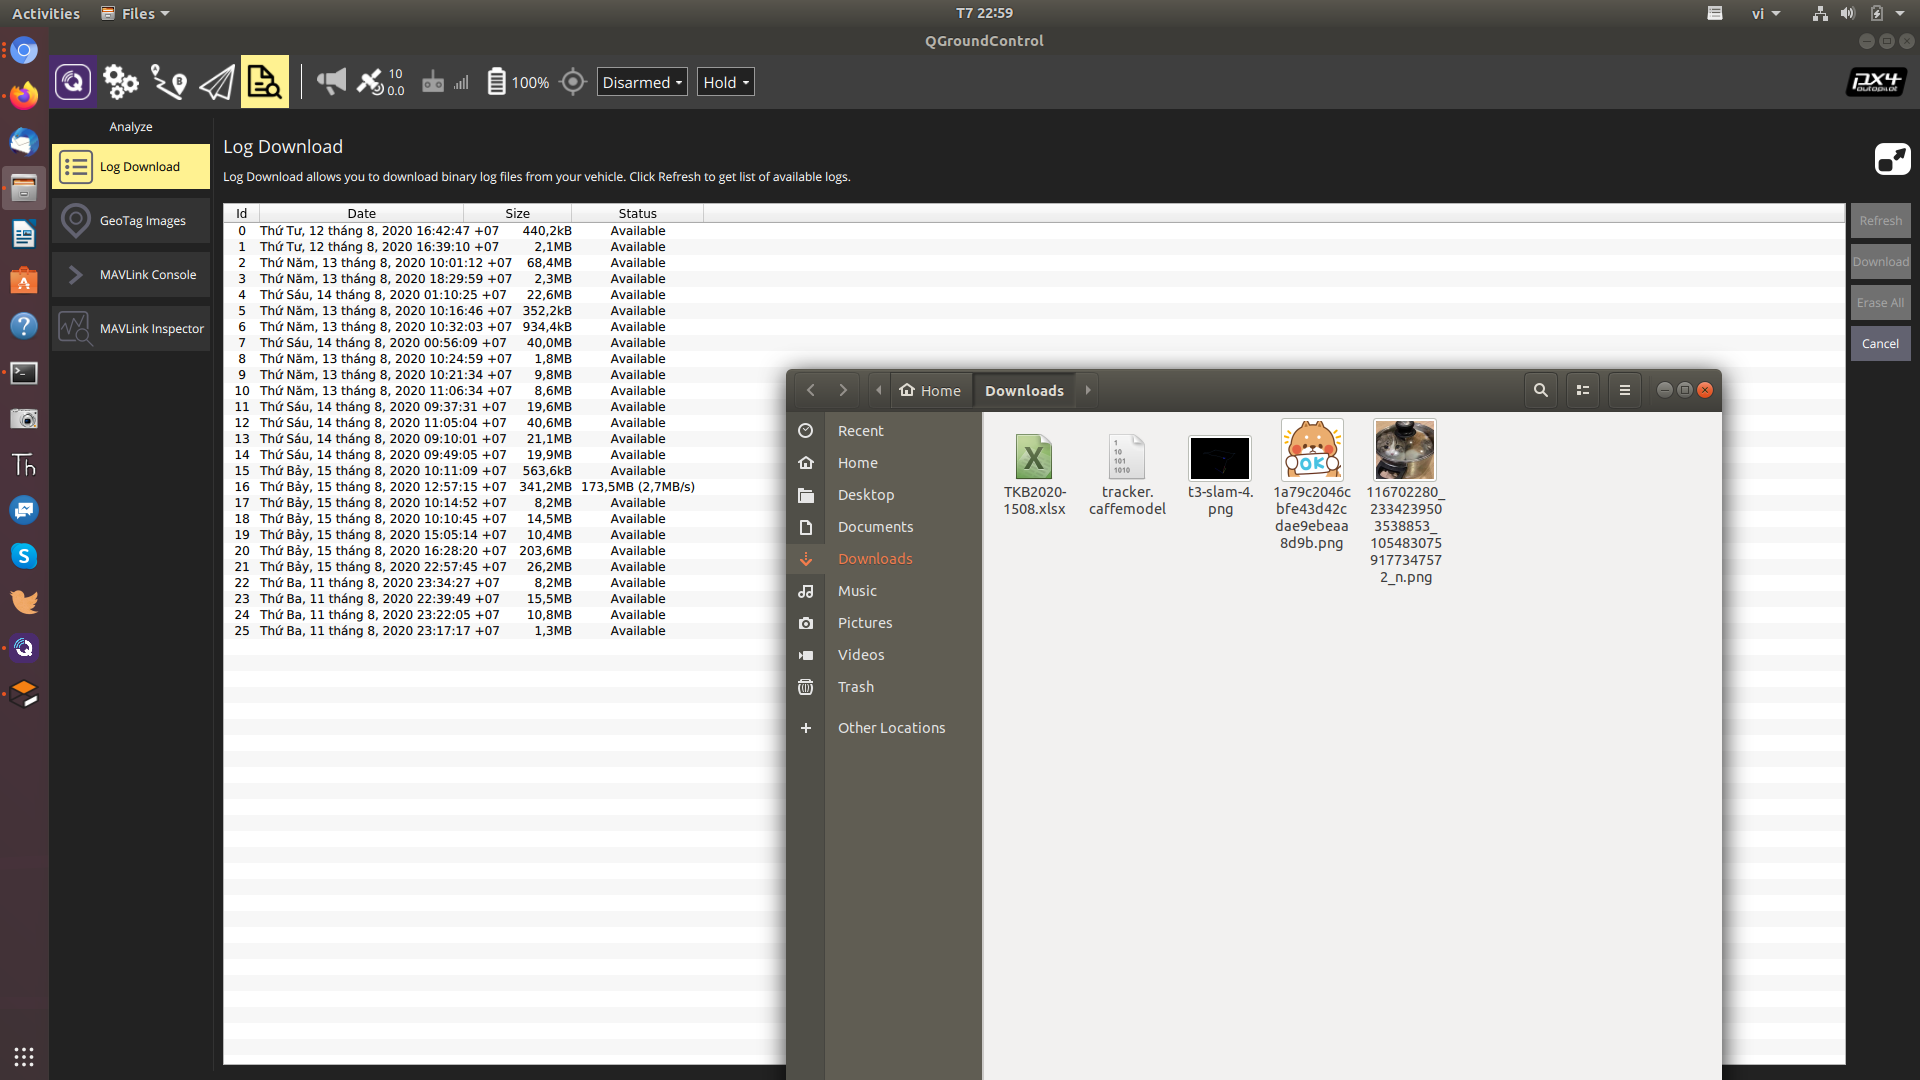 Activities Files T7 22:59 vi
QGroundControl
10
0.0
100% Disarmed Hold
PX4
autopilot
Analyze
Log Download
GeoTag Images
MAVLink Console
MAVLink Inspector
Log Download
Log Download allows you to download binary log files from your vehicle. Click Refresh to get list of available logs.
Id Date Size Status
0 Thứ Tư, 12 tháng 8, 2020 16:42:47 +07 440,2kB Available
1 Thứ Tư, 12 tháng 8, 2020 16:39:10 +07 2,1MB Available
2 Thứ Năm, 13 tháng 8, 2020 10:01:12 +07 68,4MB Available
3 Thứ Năm, 13 tháng 8, 2020 18:29:59 +07 2,3MB Available
4 Thứ Sáu, 14 tháng 8, 2020 01:10:25 +07 22,6MB Available
5 Thứ Năm, 13 tháng 8, 2020 10:16:46 +07 352,2kB Available
6 Thứ Năm, 13 tháng 8, 2020 10:32:03 +07 934,4kB Available
7 Thứ Sáu, 14 tháng 8, 2020 00:56:09 +07 40,0MB Available
8 Thứ Năm, 13 tháng 8, 2020 10:24:59 +07 1,8MB Available
9 Thứ Năm, 13 tháng 8, 2020 10:21:34 +07 9,8MB Available
10 Thứ Năm, 13 tháng 8, 2020 11:06:34 +07 8,6MB Available
11 Thứ Sáu, 14 tháng 8, 2020 09:37:31 +07 19,6MB Available
12 Thứ Sáu, 14 tháng 8, 2020 11:05:04 +07 40,6MB Available
13 Thứ Sáu, 14 tháng 8, 2020 09:10:01 +07 21,1MB Available
14 Thứ Sáu, 14 tháng 8, 2020 09:49:05 +07 19,9MB Available
15 Thứ Bảy, 15 tháng 8, 2020 10:11:09 +07 563,6kB Available
16 Thứ Bảy, 15 tháng 8, 2020 12:57:15 +07 341,2MB 173,5MB (2,7MB/s)
17 Thứ Bảy, 15 tháng 8, 2020 10:14:52 +07 8,2MB Available
18 Thứ Bảy, 15 tháng 8, 2020 10:10:45 +07 14,5MB Available
19 Thứ Bảy, 15 tháng 8, 2020 15:05:14 +07 10,4MB Available
20 Thứ Bảy, 15 tháng 8, 2020 16:28:20 +07 203,6MB Available
21 Thứ Bảy, 15 tháng 8, 2020 22:57:45 +07 26,2MB Available
22 Thứ Ba, 11 tháng 8, 2020 23:34:27 +07 8,2MB Available
23 Thứ Ba, 11 tháng 8, 2020 22:39:49 +07 15,5MB Available
24 Thứ Ba, 11 tháng 8, 2020 23:22:05 +07 10,8MB Available
25 Thứ Ba, 11 tháng 8, 2020 23:17:17 +07 1,3MB Available
Refresh
Download
Erase All
Cancel
Home Downloads
Recent
Home
Desktop
Documents
Downloads
Music
Pictures
Videos
Trash
Other Locations
TKB2020-
1508.xlsx
1
10
101
1010
tracker.
caffemodel
t3-slam-4.
png
OK
1a79c2046c
bfe43d42c
dae9ebeaa
8d9b.png
116702280_
233423950
3538853_
105483075
917734757
2_n.png
Th